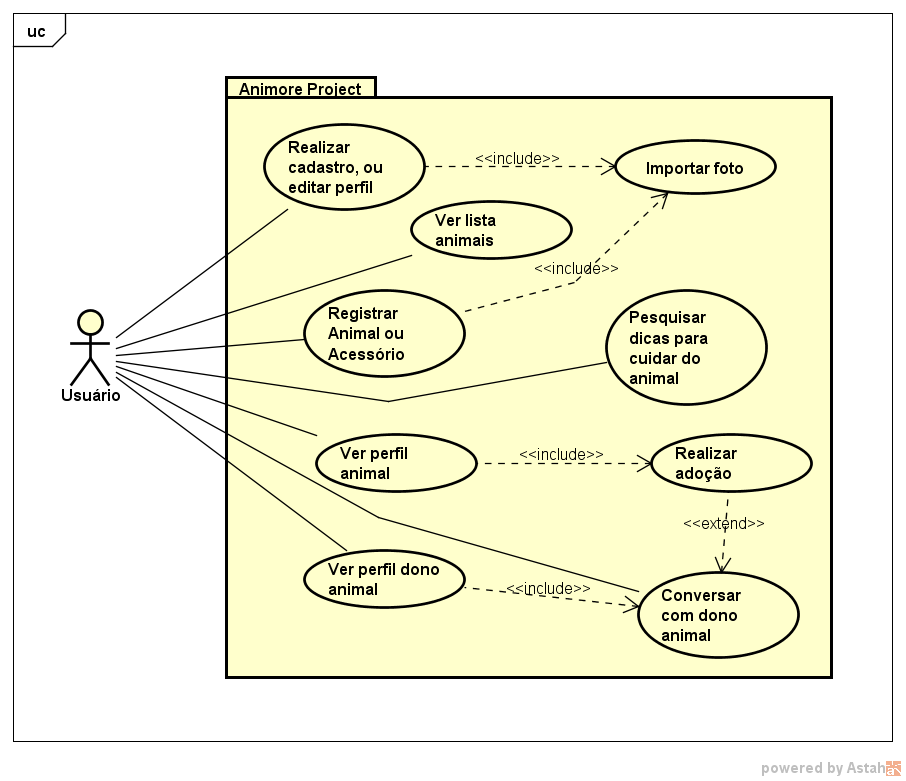 uc
Animore Project
Realizar
cadastro, ou
editar perfil
<<include>>
Importar foto
Ver lista
animais
<<include>>
Registrar
Animal ou
Acessório
Pesquisar
dicas para
cuidar do
animal
Usuário
Ver perfil
animal
<<include>>
Realizar
adoção
<<extend>>
Ver perfil dono
animal
<<include>>
Conversar
com dono
animal
powered by Astah